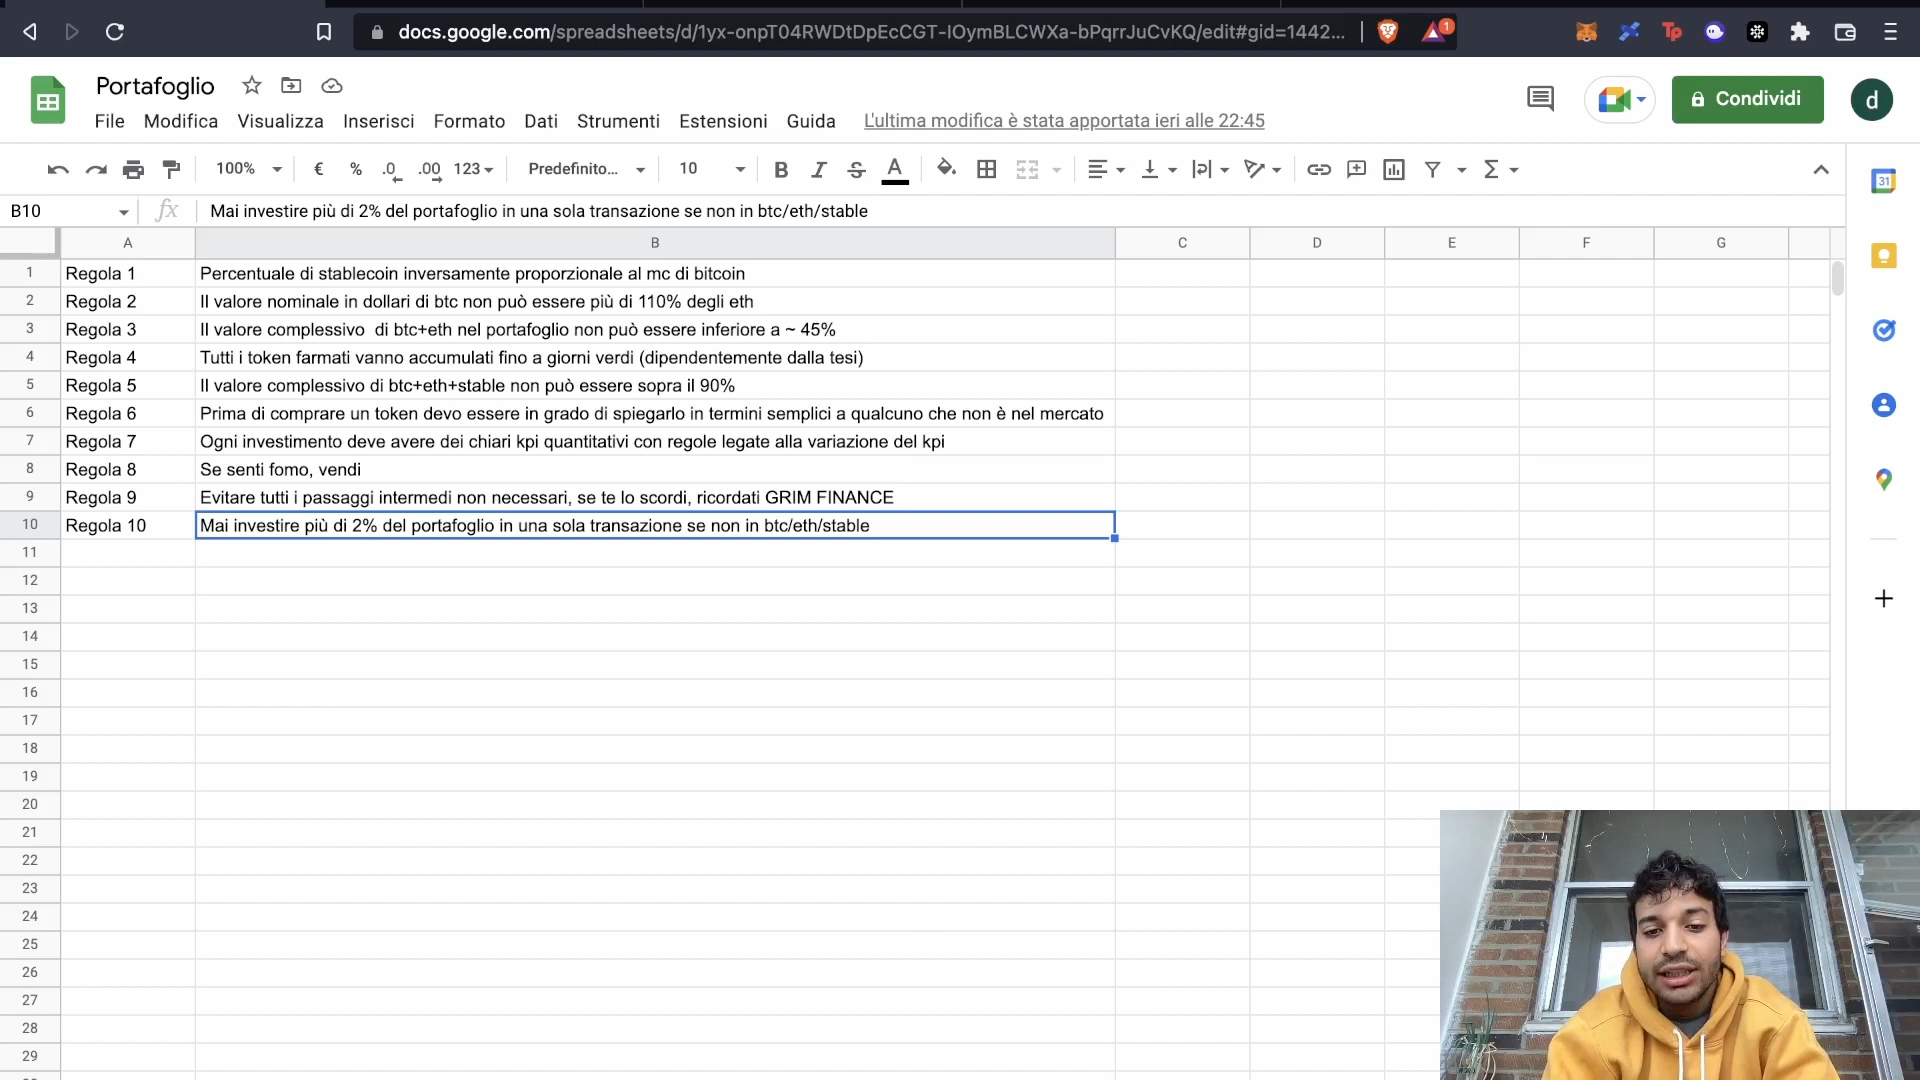 docs.google.com/spreadsheets/d/1yx-onpT04RWDtDpEcCGT-IOymBLCWXa-bPqrrJuCvKQ/edit#gid=1442... 1 Tp
Portafoglio
File Modifica Visualizza Inserisci Formato Dati Strumenti Estensioni Guida L'ultima modifica è stata apportata ieri alle 22:45 Condividi d
100% € % .0 .00 123 Predefinito... 10 B I S A Σ 31
B10 fx Mai investire più di 2% del portafoglio in una sola transazione se non in btc/eth/stable
A B C D E F G
1 Regola 1 Percentuale di stablecoin inversamente proporzionale al mc di bitcoin
2 Regola 2 Il valore nominale in dollari di btc non può essere più di 110% degli eth
3 Regola 3 Il valore complessivo  di btc+eth nel portafoglio non può essere inferiore a ~ 45%
4 Regola 4 Tutti i token farmati vanno accumulati fino a giorni verdi (dipendentemente dalla tesi)
5 Regola 5 Il valore complessivo di btc+eth+stable non può essere sopra il 90%
6 Regola 6 Prima di comprare un token devo essere in grado di spiegarlo in termini semplici a qualcuno che non è nel mercato
7 Regola 7 Ogni investimento deve avere dei chiari kpi quantitativi con regole legate alla variazione del kpi
8 Regola 8 Se senti fomo, vendi
9 Regola 9 Evitare tutti i passaggi intermedi non necessari, se te lo scordi, ricordati GRIM FINANCE
10 Regola 10 Mai investire più di 2% del portafoglio in una sola transazione se non in btc/eth/stable
11
12
13
14
15
16
17
18
19
20
21
22
23
24
25
26
27
28
29